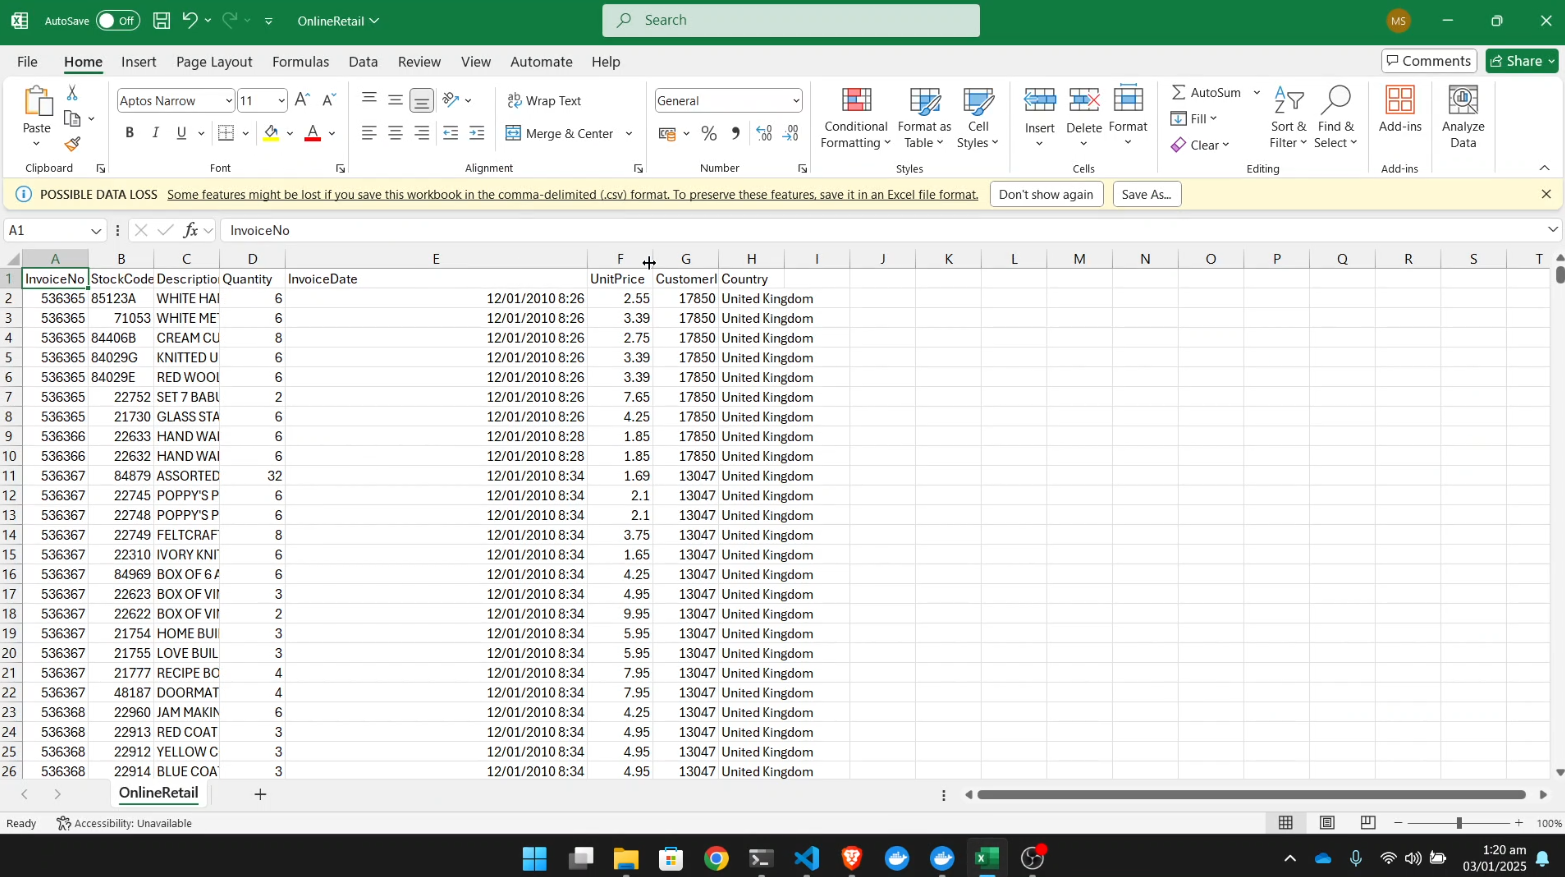 AutoSave Off OnlineRetail Search MS
File Home Insert Page Layout Formulas Data Review View Automate Help Comments Share
Paste Aptos Narrow 11 Wrap Text General Conditional Formatting Format as Table Cell Styles Insert Delete Format AutoSum Sort & Filter Find & Select Add-ins Analyze Data
B I U Merge & Center Fill
Clear
Clipboard Font Alignment Number Styles Cells Editing Add-ins
POSSIBLE DATA LOSS Some features might be lost if you save this workbook in the comma-delimited (.csv) format. To preserve these features, save it in an Excel file format. Don't show again Save As...
A1 fx InvoiceNo
A B C D E F G H I J K L M N O P Q R S T
1 InvoiceNo StockCode Description Quantity InvoiceDate UnitPrice CustomerI Country
2 536365 85123A WHITE HAI 6 12/01/2010 8:26 2.55 17850 United Kingdom
3 536365 71053 WHITE MET 6 12/01/2010 8:26 3.39 17850 United Kingdom
4 536365 84406B CREAM CU 8 12/01/2010 8:26 2.75 17850 United Kingdom
5 536365 84029G KNITTED U 6 12/01/2010 8:26 3.39 17850 United Kingdom
6 536365 84029E RED WOOL 6 12/01/2010 8:26 3.39 17850 United Kingdom
7 536365 22752 SET 7 BABU 2 12/01/2010 8:26 7.65 17850 United Kingdom
8 536365 21730 GLASS STA 6 12/01/2010 8:26 4.25 17850 United Kingdom
9 536366 22633 HAND WAI 6 12/01/2010 8:28 1.85 17850 United Kingdom
10 536366 22632 HAND WAI 6 12/01/2010 8:28 1.85 17850 United Kingdom
11 536367 84879 ASSORTED 32 12/01/2010 8:34 1.69 13047 United Kingdom
12 536367 22745 POPPY'S P 6 12/01/2010 8:34 2.1 13047 United Kingdom
13 536367 22748 POPPY'S P 6 12/01/2010 8:34 2.1 13047 United Kingdom
14 536367 22749 FELTCRAF 8 12/01/2010 8:34 3.75 13047 United Kingdom
15 536367 22310 IVORY KNI 6 12/01/2010 8:34 1.65 13047 United Kingdom
16 536367 84969 BOX OF 6 A 6 12/01/2010 8:34 4.25 13047 United Kingdom
17 536367 22623 BOX OF VII 3 12/01/2010 8:34 4.95 13047 United Kingdom
18 536367 22622 BOX OF VII 2 12/01/2010 8:34 9.95 13047 United Kingdom
19 536367 21754 HOME BUI 3 12/01/2010 8:34 5.95 13047 United Kingdom
20 536367 21755 LOVE BUIL 3 12/01/2010 8:34 5.95 13047 United Kingdom
21 536367 21777 RECIPE BO 4 12/01/2010 8:34 7.95 13047 United Kingdom
22 536367 48187 DOORMAT 4 12/01/2010 8:34 7.95 13047 United Kingdom
23 536368 22960 JAM MAKIN 6 12/01/2010 8:34 4.25 13047 United Kingdom
24 536368 22913 RED COAT 3 12/01/2010 8:34 4.95 13047 United Kingdom
25 536368 22912 YELLOW C 3 12/01/2010 8:34 4.95 13047 United Kingdom
26 536368 22914 BLUE COA 3 12/01/2010 8:34 4.95 13047 United Kingdom
OnlineRetail
Ready Accessibility: Unavailable 100%
1:20 am
03/01/2025